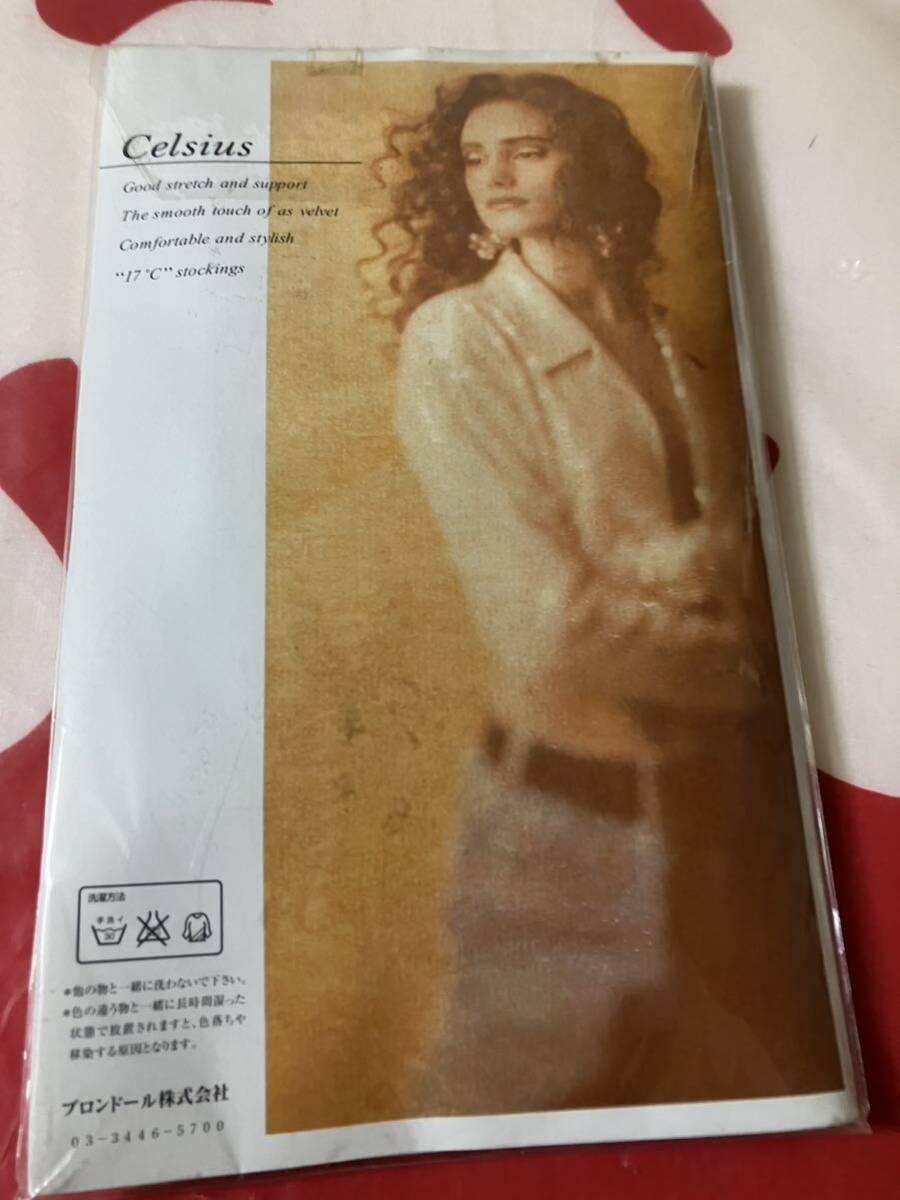 Celsius
Good stretch and support
The smooth touch of as velvet
Comfortable and stylish
“17℃” stockings
洗濯方法
手洗イ
30
＊他の物と一緒に洗わないで下さい。
＊色の違う物と一緒に長時間湿った
状態で放置されますと、色落ちや
移染する原因となります。
ブロンドール株式会社
03-3446-5700